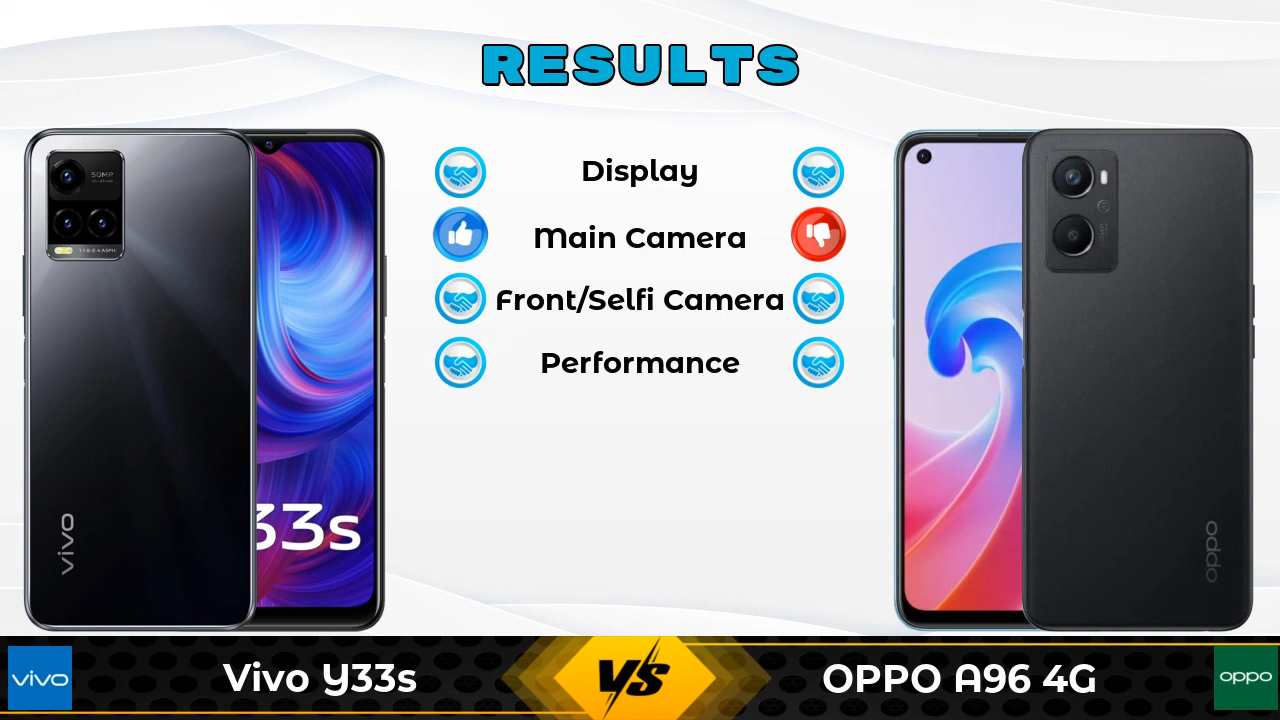 RESULTS
Display
Main Camera
Front/Selfi Camera
Performance
50MP
vivo
33s
oppo
vivo
Vivo Y33s
VS
OPPO A96 4G
oppo